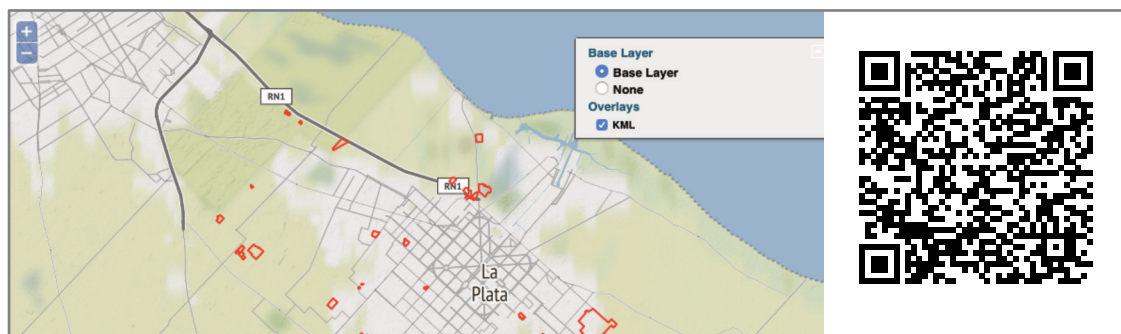 +
−
RN1
RN1
La
Plata
Base Layer
Base Layer
None
Overlays
KML